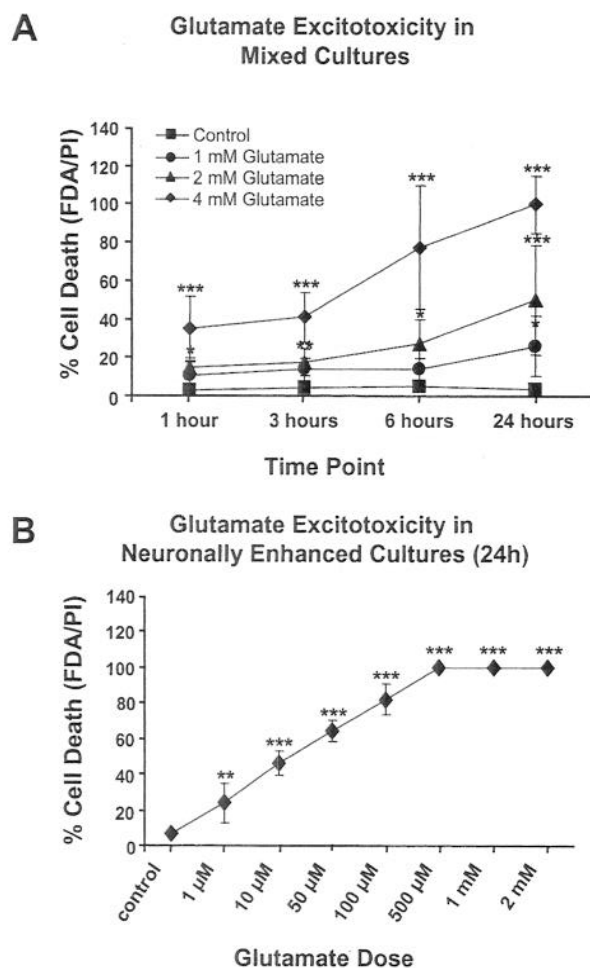 A
Glutamate Excitotoxicity in
Mixed Cultures
% Cell Death (FDA/PI)
140
120
100
80
60
40
20
0
Control
1 mM Glutamate
2 mM Glutamate
4 mM Glutamate
***
***
***
***
***
*
**
*
*
1 hour
3 hours
6 hours
24 hours
Time Point
B
Glutamate Excitotoxicity in
Neuronally Enhanced Cultures (24h)
% Cell Death (FDA/PI)
140
120
100
80
60
40
20
0
**
***
***
***
***
***
***
control
1 µM
10 µM
50 µM
100 µM
500 µM
1 mM
2 mM
Glutamate Dose